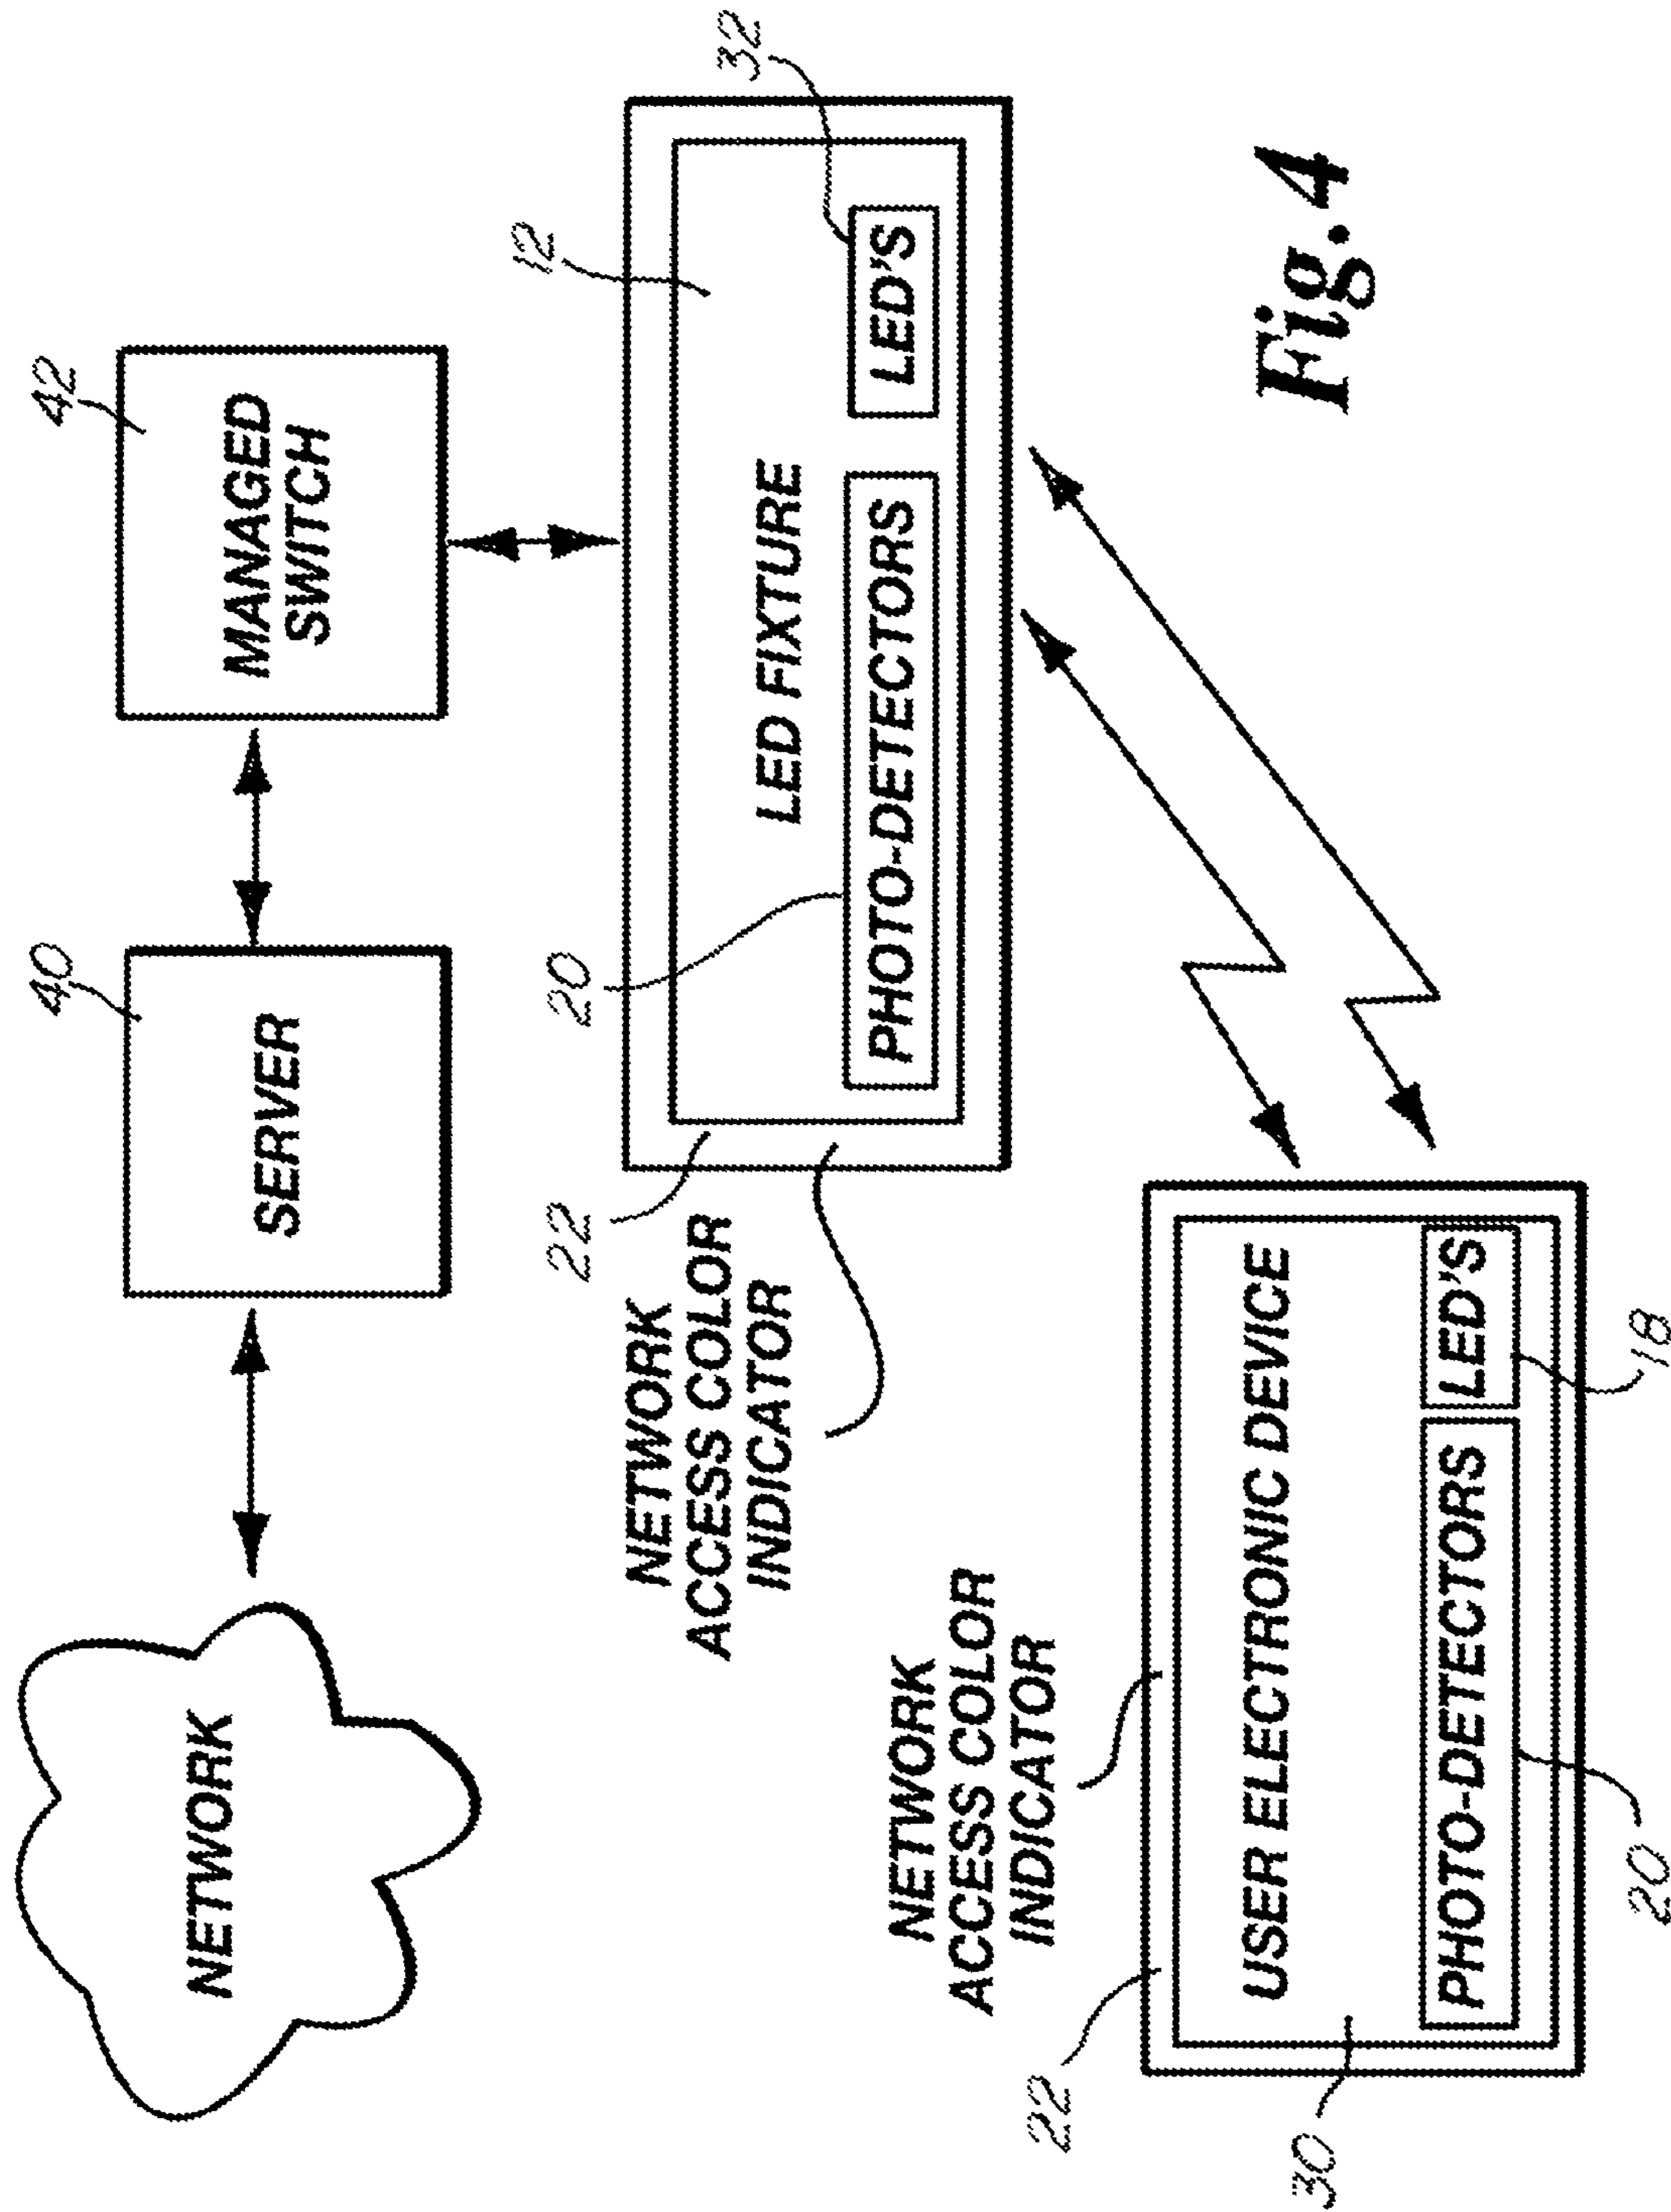 NETWORK
40
SERVER
42
MANAGED
SWITCH
22
NETWORK
ACCESS COLOR
INDICATOR
20
12
32
LED FIXTURE
PHOTO-DETECTORS
LED'S
NETWORK
ACCESS COLOR
INDICATOR
22
30
USER ELECTRONIC DEVICE
PHOTO-DETECTORS
LED'S
20
18
Fig. 4